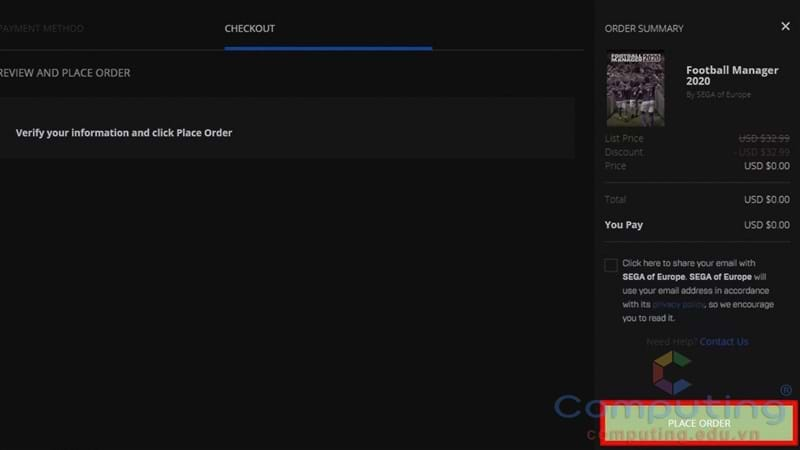 PAYMENT METHOD
CHECKOUT
REVIEW AND PLACE ORDER
Verify your information and click Place Order
ORDER SUMMARY
FOOTBALL
MANAGER 2020
Football Manager
2020
By SEGA of Europe
List Price USD $32.99
Discount - USD $32.99
Price USD $0.00
Total USD $0.00
You Pay USD $0.00
Click here to share your email with
SEGA of Europe. SEGA of Europe will
use your email address in accordance
with its privacy policy, so we encourage
you to read it.
Need Help? Contact Us
Computing®
PLACE ORDER
computing.edu.vn